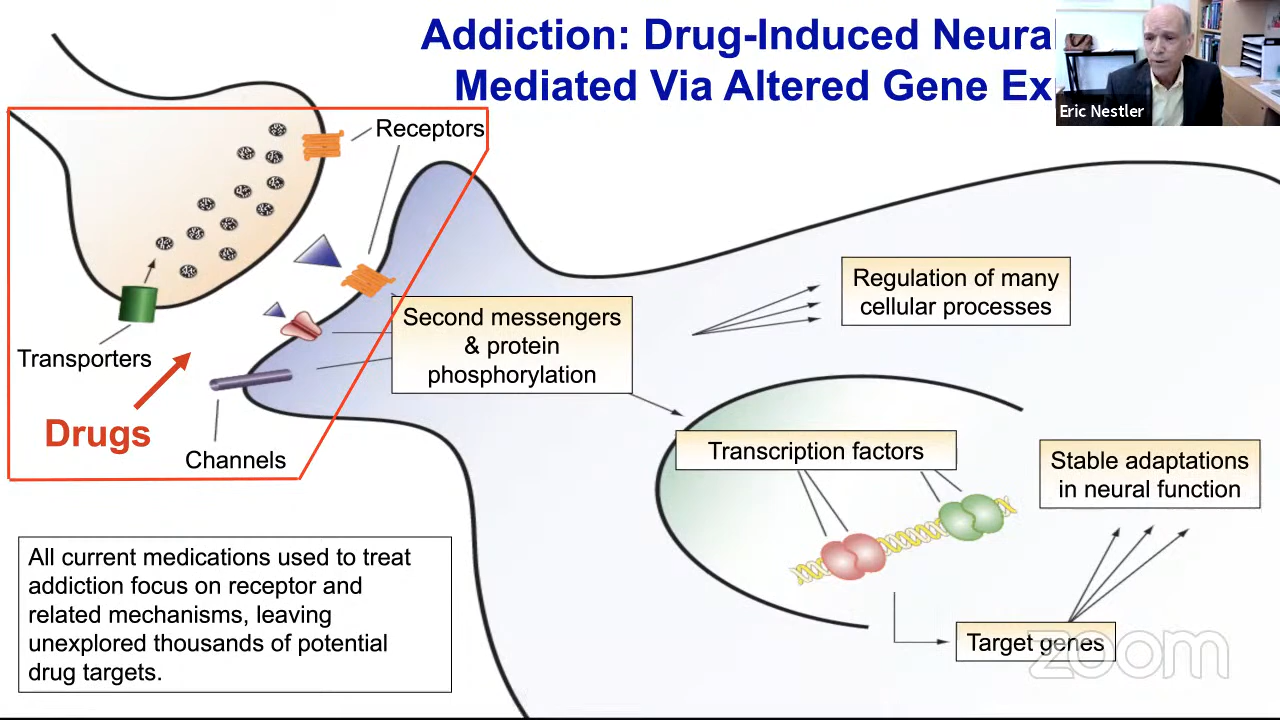 Addiction: Drug-Induced Neural
Mediated Via Altered Gene Ex
Eric Nestler
Receptors
Regulation of many
cellular processes
Second messengers
& protein
phosphorylation
Transporters
Drugs
Channels
Transcription factors
Stable adaptations
in neural function
All current medications used to treat
addiction focus on receptor and
related mechanisms, leaving
unexplored thousands of potential
drug targets.
Target genes
zoom